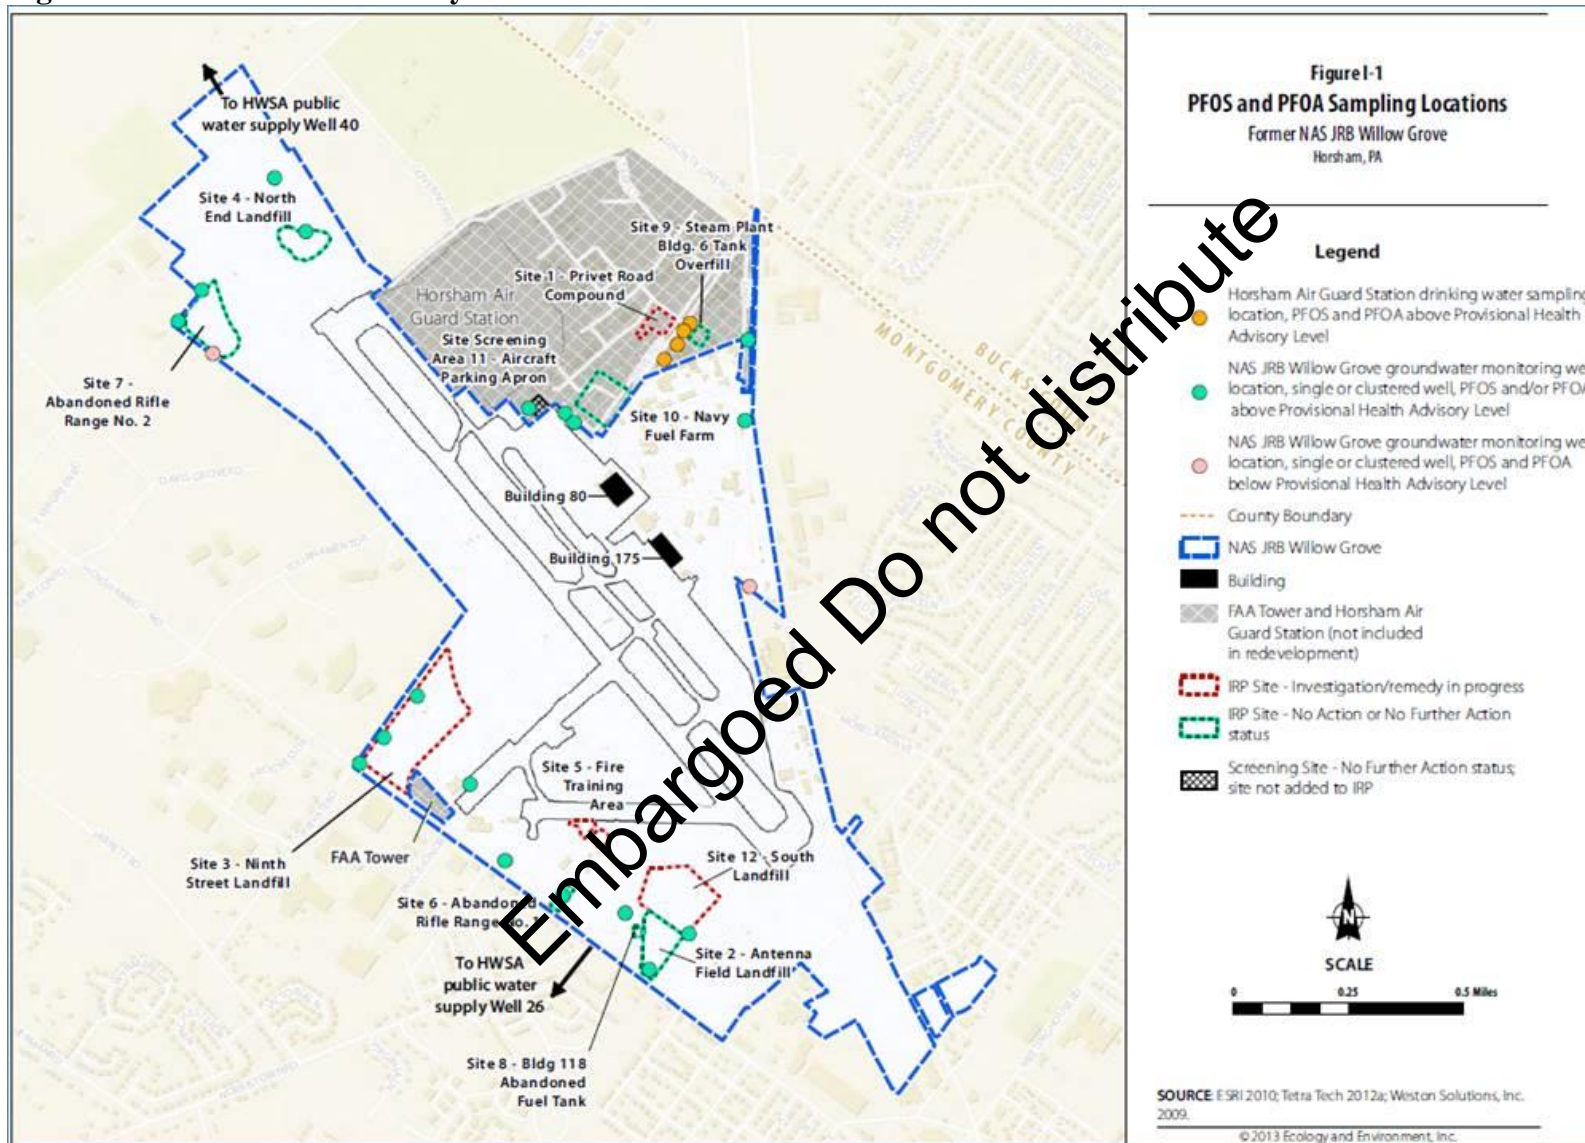 To HWSA public
water supply Well 40
Site 4 - North
End Landfill
Site 9 - Steam Plant
Bldg. 6 Tank
Overfill
Site 1 - Privet Road
Compound
Horsham Air
Guard Station
Site Screening
Area 11 - Aircraft
Parking Apron
Site 7 -
Abandoned Rifle
Range No. 2
Site 10 - Navy
Fuel Farm
BUCKS COUNTY
MONTGOMERY COUNTY
Building 80
Building 175
Site 5 - Fire
Training
Area
Site 3 - Ninth
Street Landfill
FAA Tower
Site 12 - South
Landfill
Site 6 - Abandoned
Rifle Range No. 1
Site 2 - Antenna
Field Landfill
To HWSA
public water
supply Well 26
Site 8 - Bldg 118
Abandoned
Fuel Tank
Embargoed Do not distribute
Figure I-1
PFOS and PFOA Sampling Locations
Former NAS JRB Willow Grove
Horsham, PA
Legend
Horsham Air Guard Station drinking water sampling
location, PFOS and PFOA above Provisional Health
Advisory Level
NAS JRB Willow Grove groundwater monitoring we
location, single or clustered well, PFOS and/or PFOA
above Provisional Health Advisory Level
NAS JRB Willow Grove groundwater monitoring we
location, single or clustered well, PFOS and PFOA
below Provisional Health Advisory Level
County Boundary
NAS JRB Willow Grove
Building
FAA Tower and Horsham Air
Guard Station (not included
in redevelopment)
IRP Site - Investigation/remedy in progress
IRP Site - No Action or No Further Action
status
Screening Site - No Further Action status;
site not added to IRP
N
SCALE
0 0.25 0.5 Miles
SOURCE: ESRI 2010; Tetra Tech 2012a; Weston Solutions, Inc.
2009.
© 2013 Ecology and Environment, Inc.